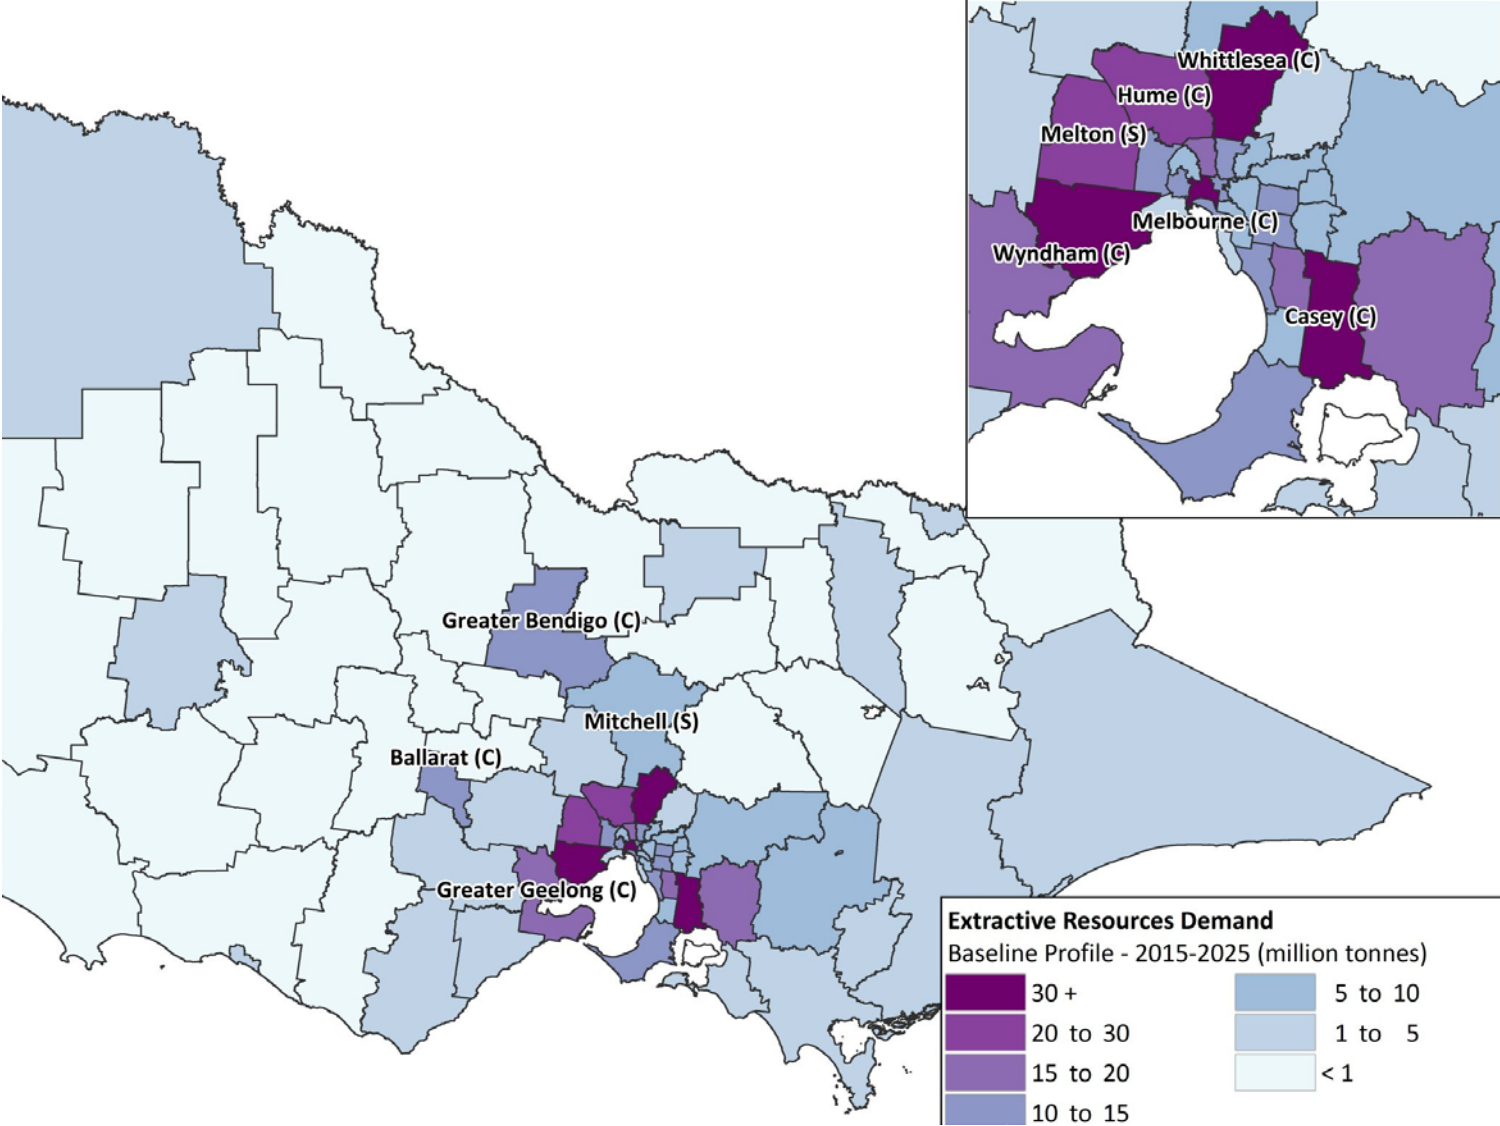 Whittlesea (C)
Hume (C)
Melton (S)
Melbourne (C)
Wyndham (C)
Casey (C)
Greater Bendigo (C)
Mitchell (S)
Ballarat (C)
Greater Geelong (C)
Extractive Resources Demand
Baseline Profile - 2015-2025 (million tonnes)
30 +
20 to 30
15 to 20
10 to 15
5 to 10
1 to 5
< 1